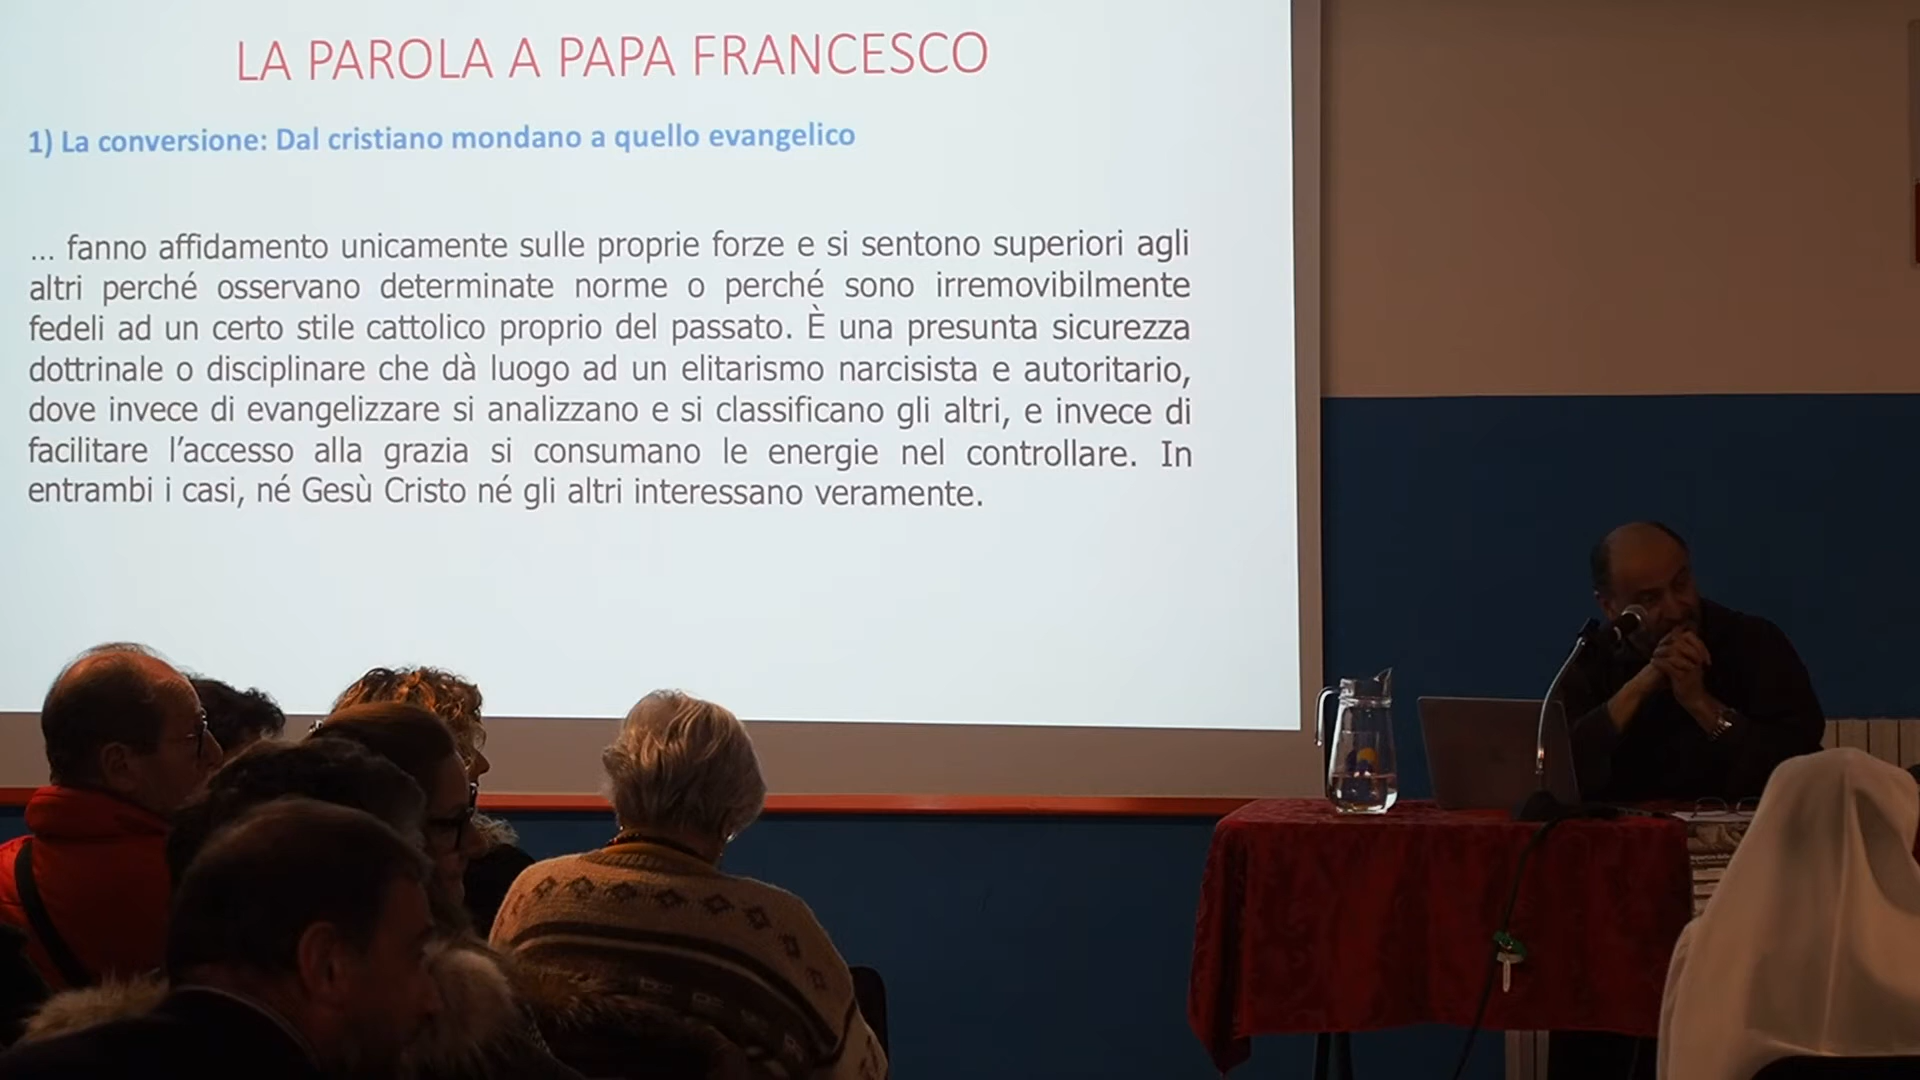 LA PAROLA A PAPA FRANCESCO
1) La conversione: Dal cristiano mondano a quello evangelico
... fanno affidamento unicamente sulle proprie forze e si sentono superiori agli
altri perché osservano determinate norme o perché sono irremovibilmente
fedeli ad un certo stile cattolico proprio del passato. È una presunta sicurezza
dottrinale o disciplinare che dà luogo ad un elitarismo narcisista e autoritario,
dove invece di evangelizzare si analizzano e si classificano gli altri, e invece di
facilitare l’accesso alla grazia si consumano le energie nel controllare. In
entrambi i casi, né Gesù Cristo né gli altri interessano veramente.